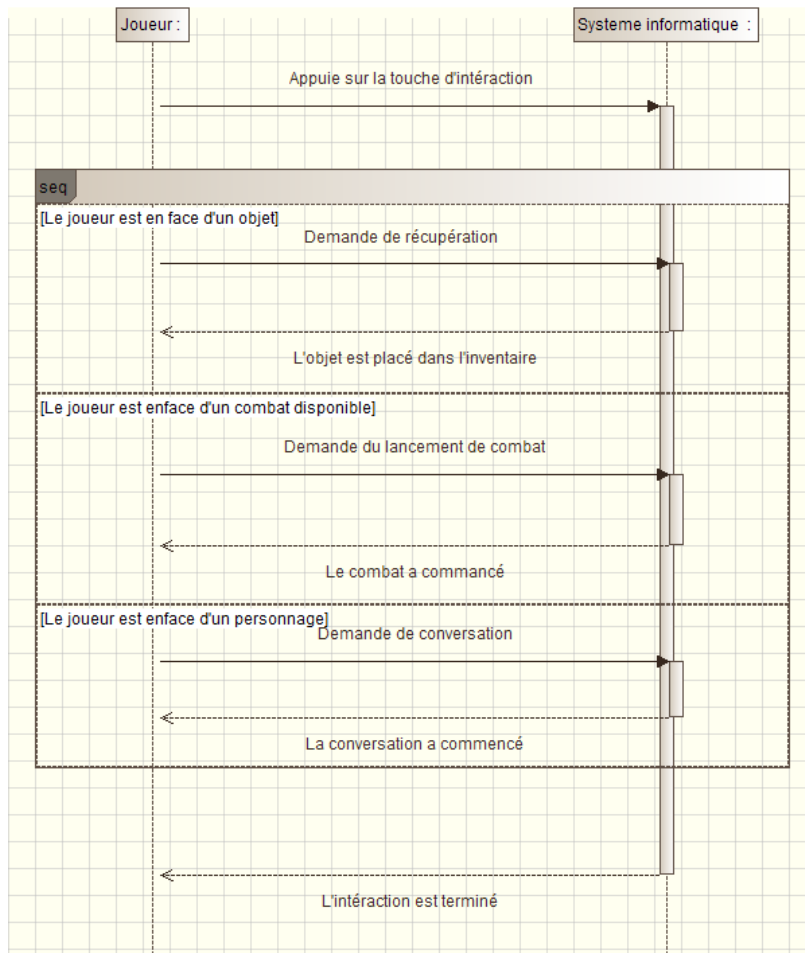 Joueur :
Systeme informatique :
Appuie sur la touche d'intéraction
seq
[Le joueur est en face d'un objet]
Demande de récupération
L'objet est placé dans l'inventaire
[Le joueur est enface d'un combat disponible]
Demande du lancement de combat
Le combat a commancé
[Le joueur est enface d'un personnage]
Demande de conversation
La conversation a commencé
L'intéraction est terminé